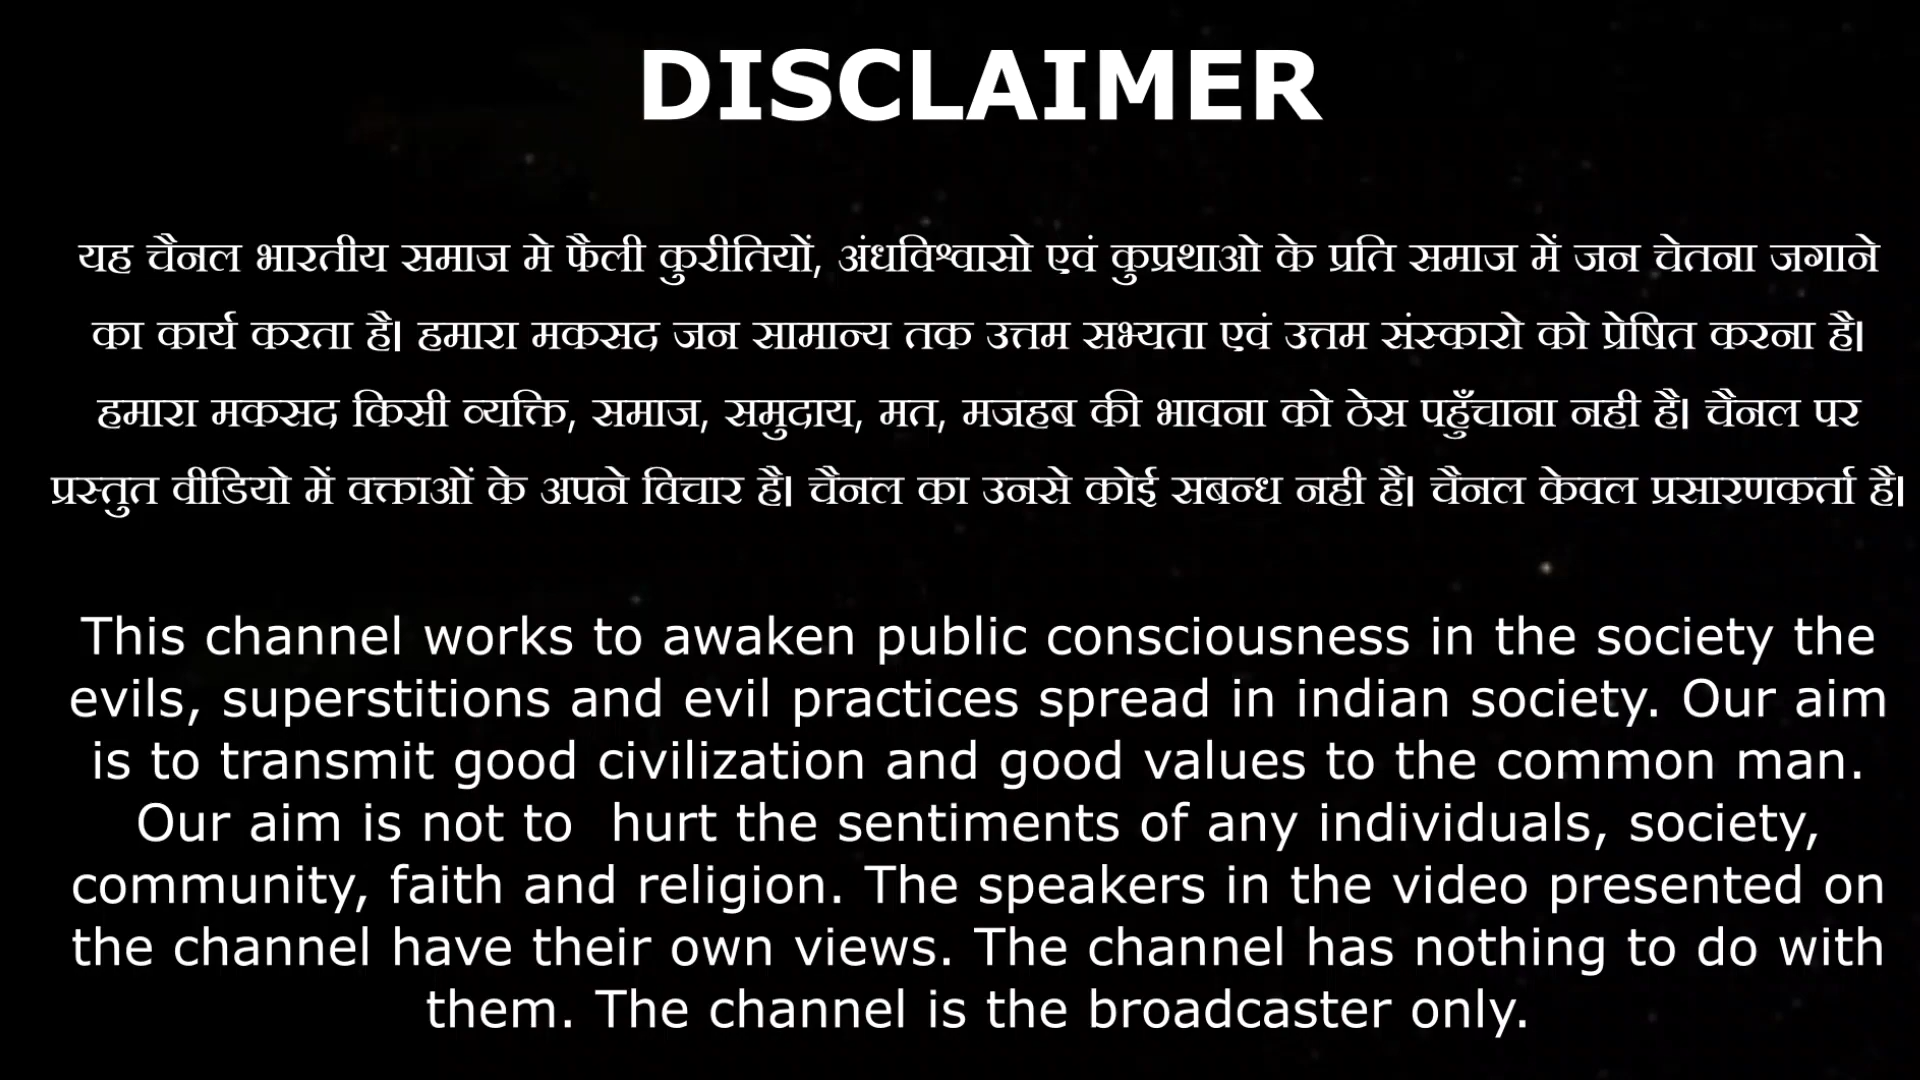 DISCLAIMER
यह चैनल भारतीय समाज मे फैली कुरीतियों, अंधविश्वासो एवं कुप्रथाओ के प्रति समाज में जन चेतना जगाने
का कार्य करता है। हमारा मकसद जन सामान्य तक उत्तम सभ्यता एवं उत्तम संस्कारो को प्रेषित करना है।
हमारा मकसद किसी व्यक्ति, समाज, समुदाय, मत, मजहब की भावना को ठेस पहुँचाना नही है। चैनल पर
प्रस्तुत वीडियो में वक्ताओं के अपने विचार है। चैनल का उनसे कोई सबन्ध नही है। चैनल केवल प्रसारणकर्ता है।
This channel works to awaken public consciousness in the society the
evils, superstitions and evil practices spread in indian society. Our aim
is to transmit good civilization and good values to the common man.
Our aim is not to  hurt the sentiments of any individuals, society,
community, faith and religion. The speakers in the video presented on
the channel have their own views. The channel has nothing to do with
them. The channel is the broadcaster only.